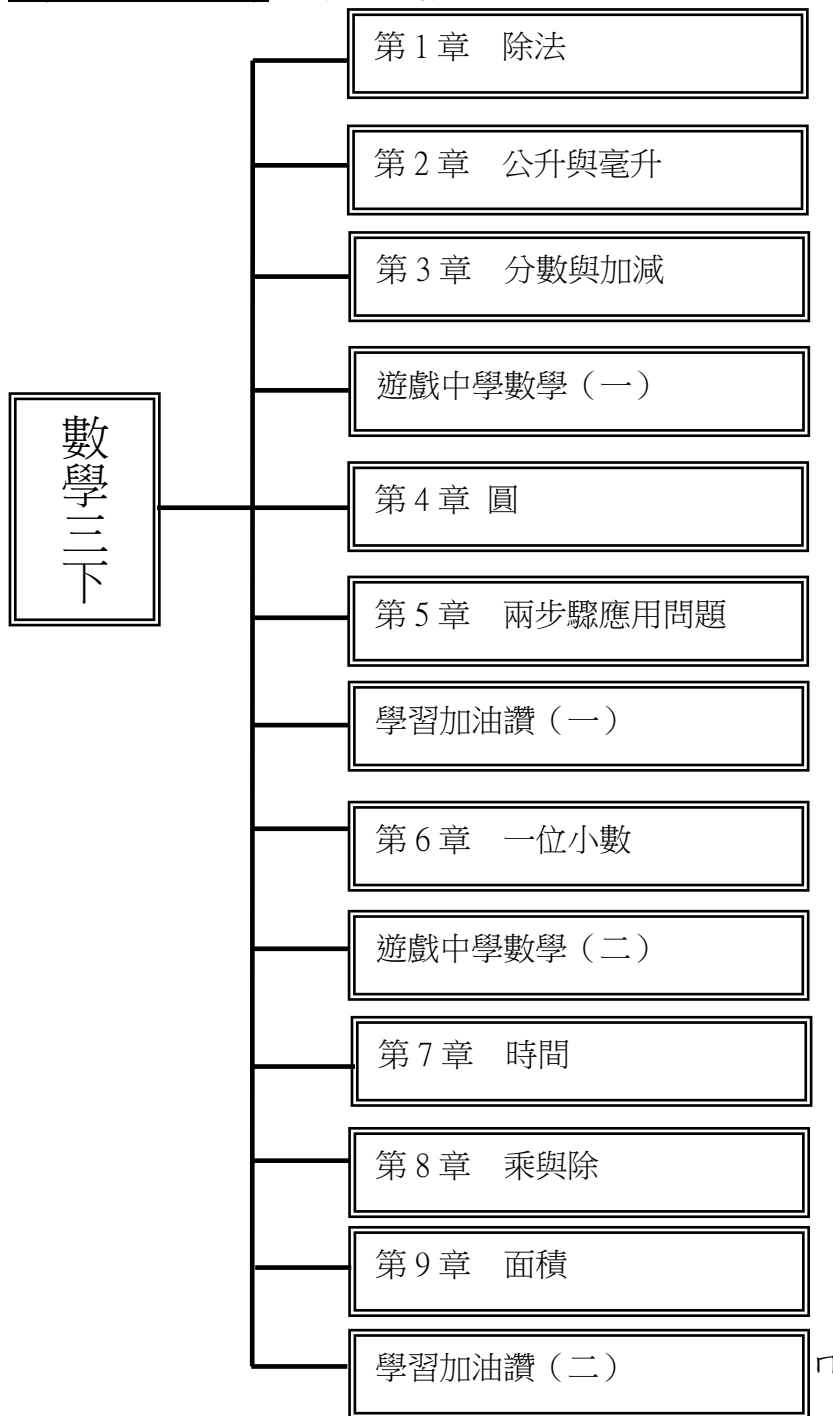 數學三下
第 1 章　除法
第 2 章　公升與毫升
第 3 章　分數與加減
遊戲中學數學（一）
第 4 章 圓
第 5 章　兩步驟應用問題
學習加油讚（一）
第 6 章　一位小數
遊戲中學數學（二）
第 7 章　時間
第 8 章　乘與除
第 9 章　面積
學習加油讚（二）